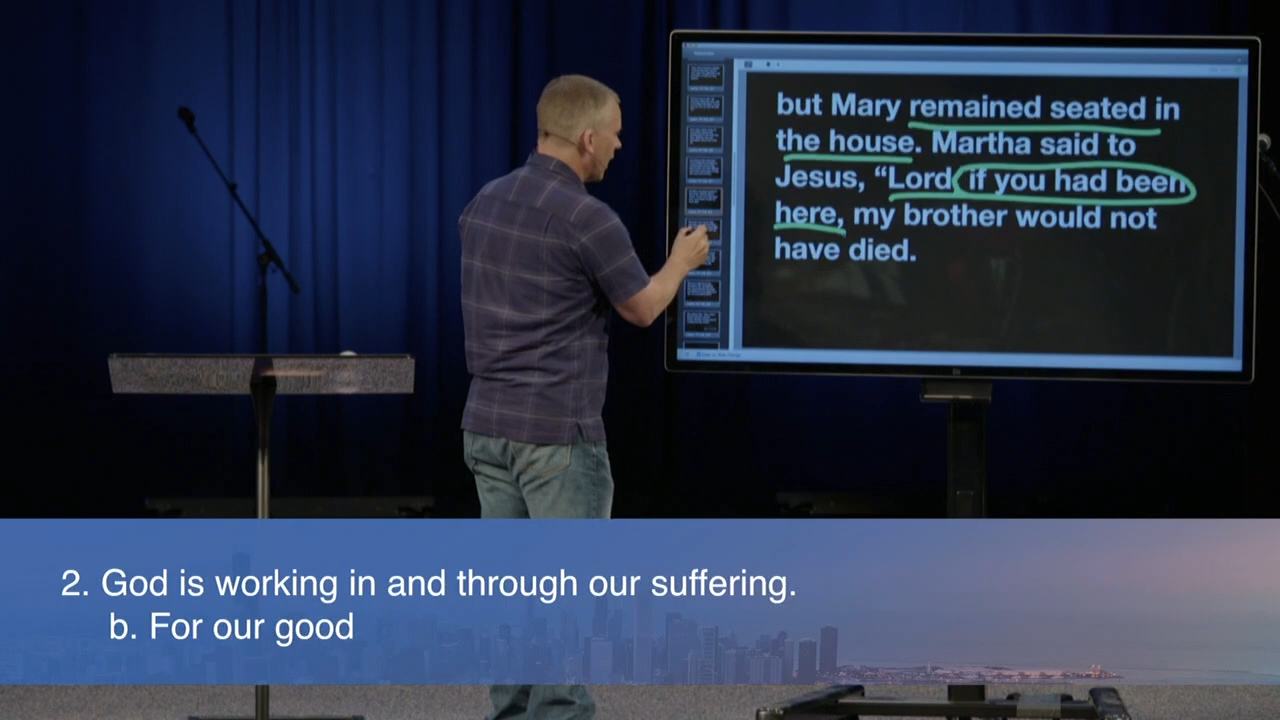 but Mary remained seated in
the house. Martha said to
Jesus, “Lord if you had been
here, my brother would not
have died.
2. God is working in and through our suffering.
b. For our good